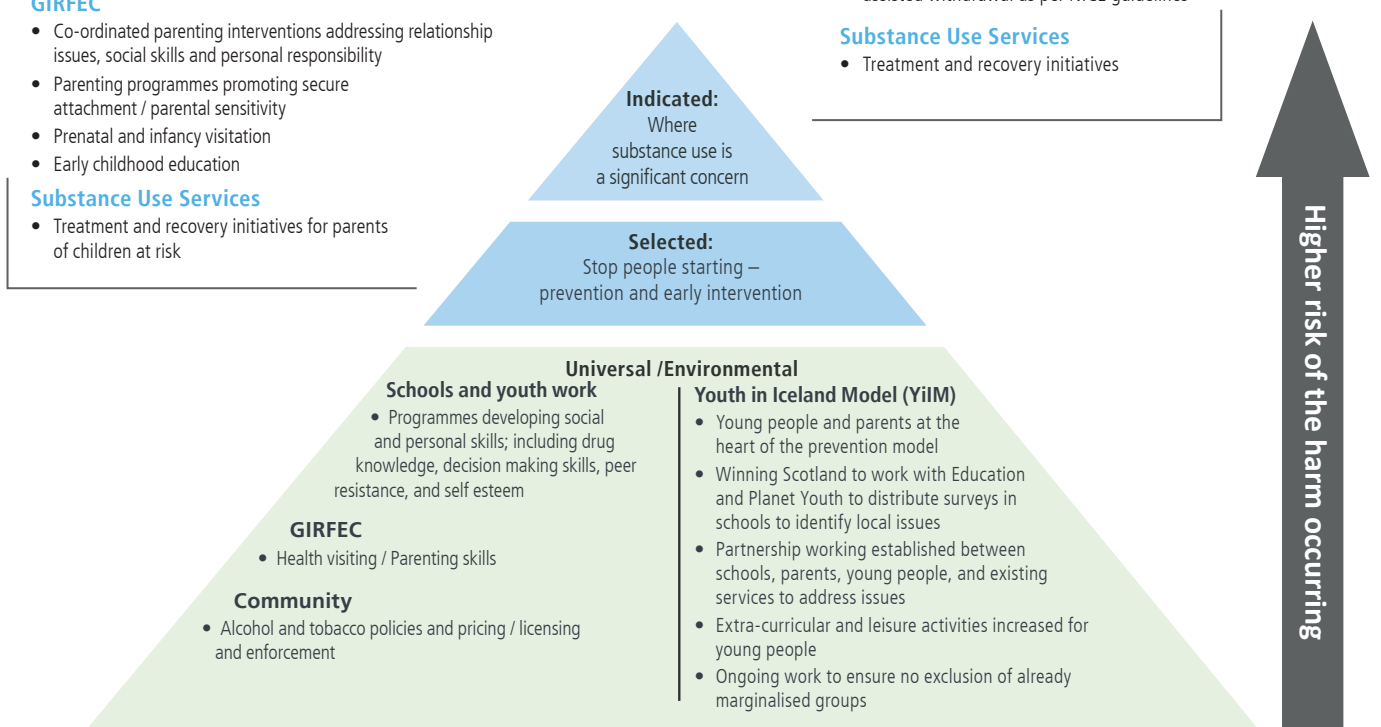 GIRFEC
• Co-ordinated parenting interventions addressing relationship
issues, social skills and personal responsibility
• Parenting programmes promoting secure
attachment / parental sensitivity
• Prenatal and infancy visitation
• Early childhood education
Substance Use Services
• Treatment and recovery initiatives for parents
of children at risk
Substance Use Services
• Treatment and recovery initiatives
Indicated:
Where
substance use is
a significant concern
Selected:
Stop people starting –
prevention and early intervention
Universal /Environmental
Schools and youth work
• Programmes developing social
and personal skills; including drug
knowledge, decision making skills, peer
resistance, and self esteem
GIRFEC
• Health visiting / Parenting skills
Community
• Alcohol and tobacco policies and pricing / licensing
and enforcement
Youth in Iceland Model (YiIM)
• Young people and parents at the
heart of the prevention model
• Winning Scotland to work with Education
and Planet Youth to distribute surveys in
schools to identify local issues
• Partnership working established between
schools, parents, young people, and existing
services to address issues
• Extra-curricular and leisure activities increased for
young people
• Ongoing work to ensure no exclusion of already
marginalised groups
Higher risk of the harm occurring